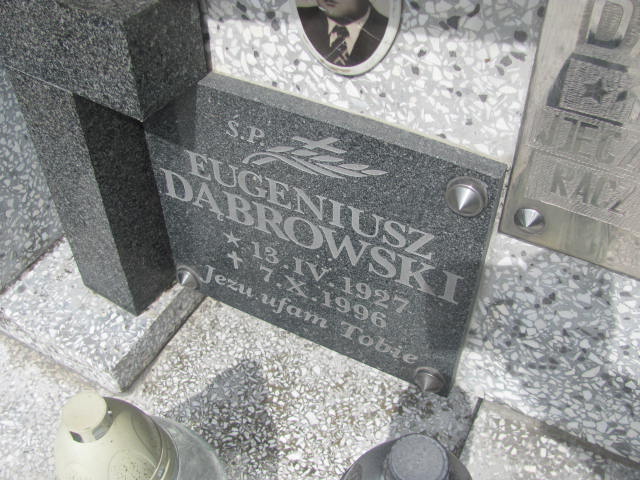 Ś.P.
EUGENIUSZ
DĄBROWSKI
★ 13.IV.1927
✝ 7.X.1996
Jezu ufam Tobie